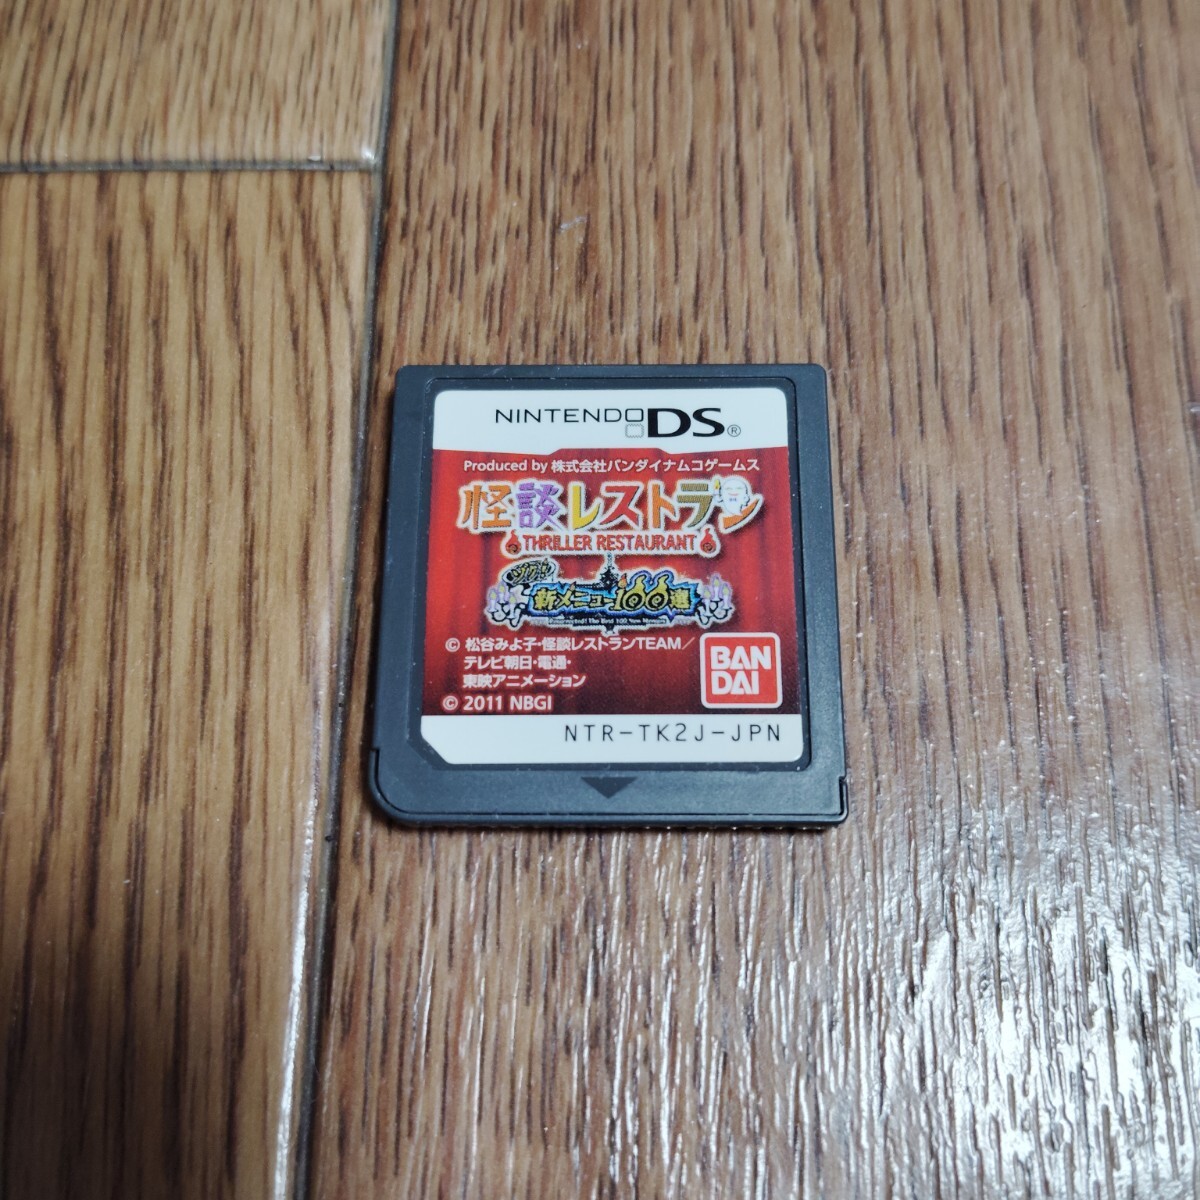 NINTENDO DS®
Produced by 株式会社バンダイナムコゲームス
怪談レストラン
THRILLER RESTAURANT
新メニュー100選
© 松谷みよ子・怪談レストランTEAM／
テレビ朝日・電通・
東映アニメーション
© 2011 NBGI
BAN
DAI
NTR-TK2J-JPN